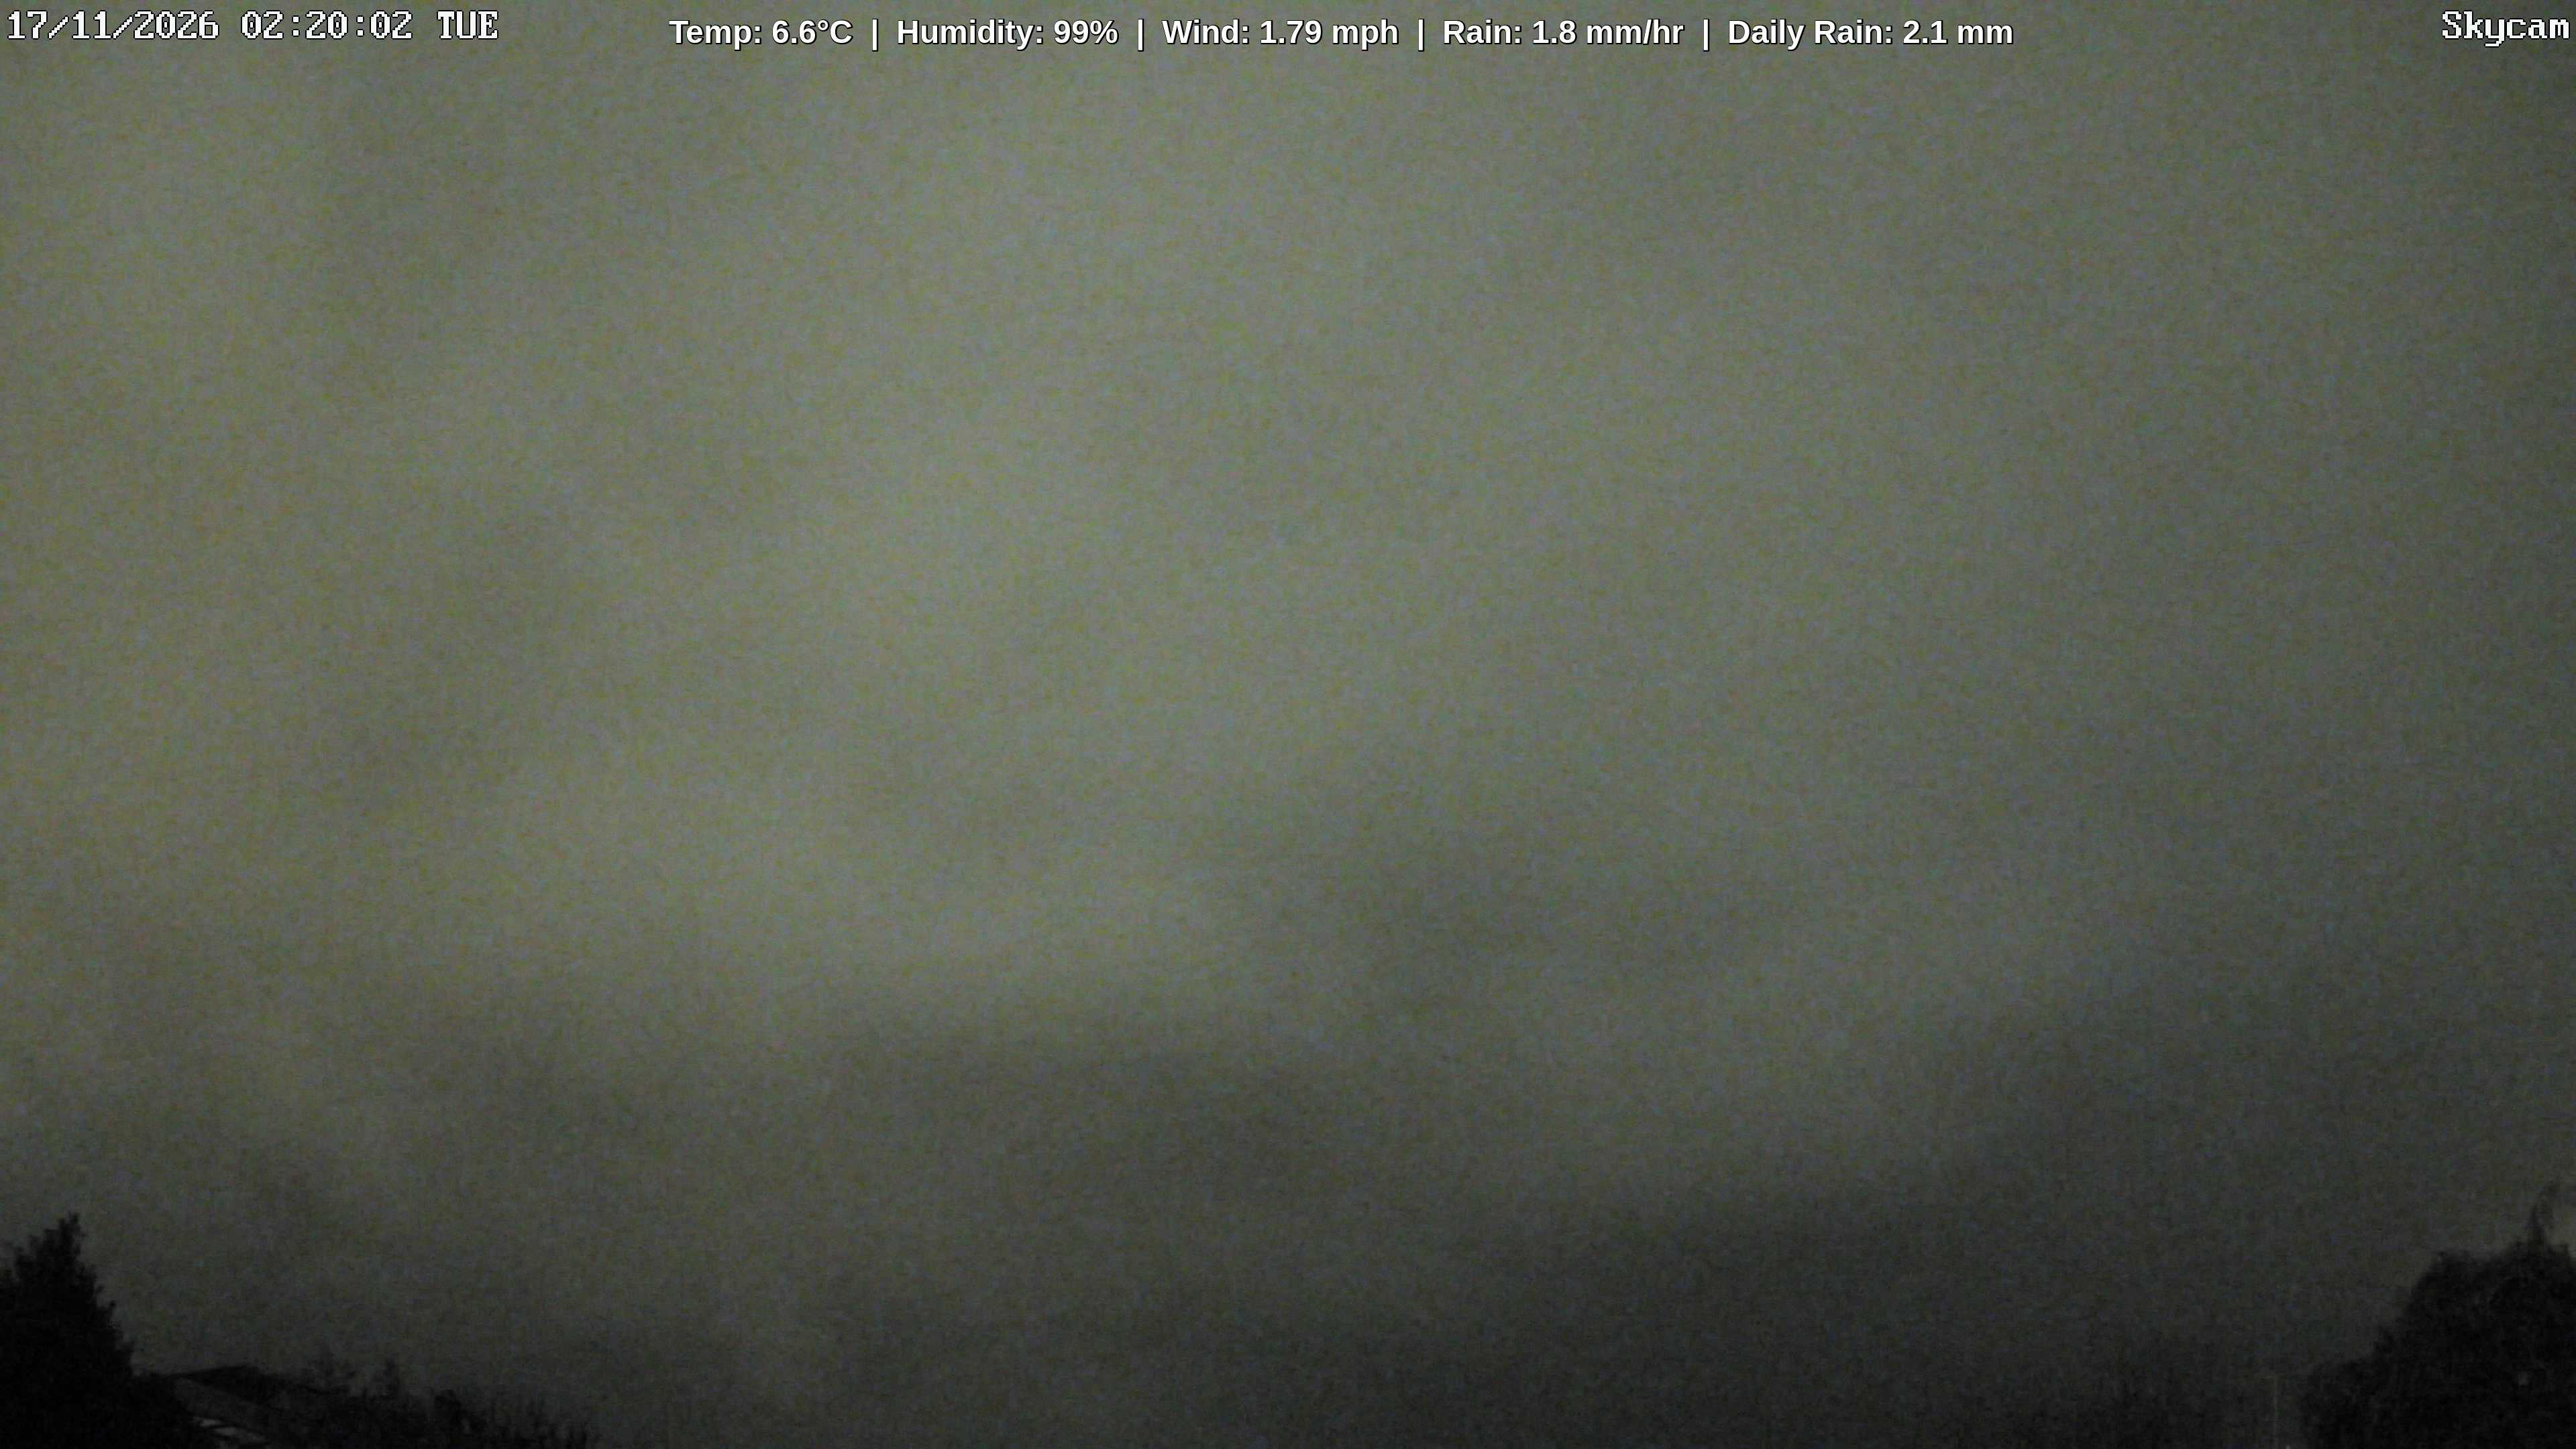 17/11/2026 02:20:02 TUE
Temp: 6.6°C | Humidity: 99% | Wind: 1.79 mph | Rain: 1.8 mm/hr | Daily Rain: 2.1 mm
Skycam